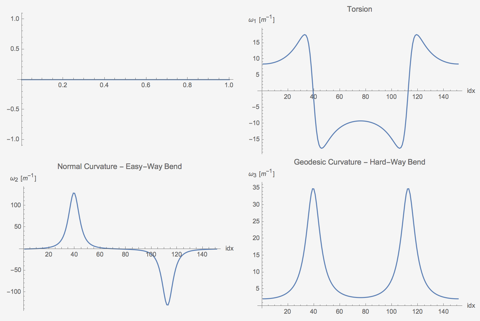 1.0
0.5
0.2 0.4 0.6 0.8 1.0
-0.5
-1.0
Torsion
ω₁ [m⁻¹]
15
10
5
20 40 60 80 100 120 140 idx
-5
-10
-15
Normal Curvature - Easy-Way Bend
ω₂ [m⁻¹]
100
50
20 40 60 80 100 120 140 idx
-50
-100
Geodesic Curvature - Hard-Way Bend
ω₃ [m⁻¹]
35
30
25
20
15
10
5
20 40 60 80 100 120 140 idx